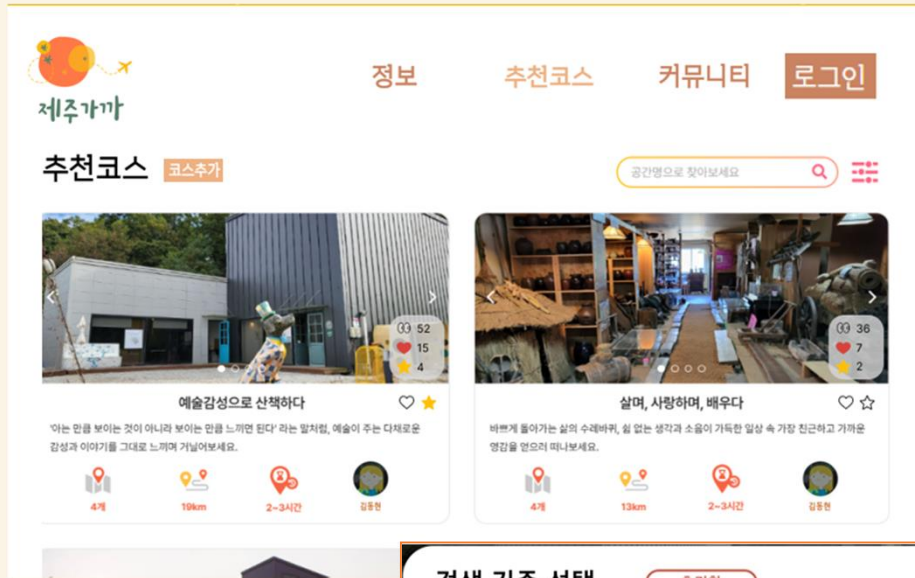 제주가까
정보
추천코스
커뮤니티
로그인
추천코스
코스추가
공간명으로 찾아보세요
52
15
4
36
7
2
예술감성으로 산책하다
'아는 만큼 보이는 것이 아니라 보이는 만큼 느끼면 된다' 라는 말처럼, 예술이 주는 다채로운
감성과 이야기를 그대로 느끼며 거닐어보세요.
4개
19km
2~3시간
김동현
살며, 사랑하며, 배우다
바쁘게 돌아가는 삶의 수레바퀴, 쉼 없는 생각과 소음이 가득한 일상 속 가장 친근하고 가까운
영감을 얻으러 떠나보세요.
4개
13km
2~3시간
김동현